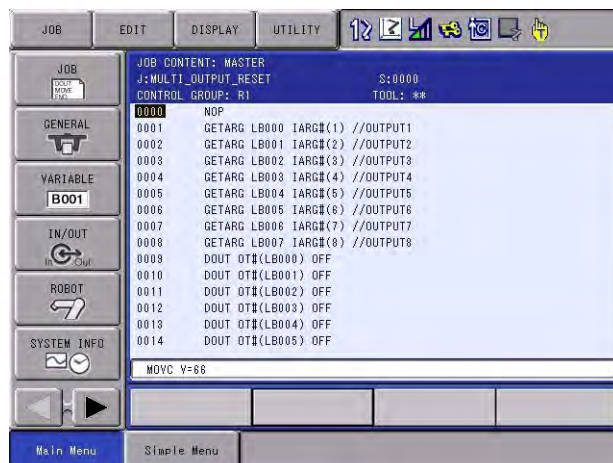 JOB EDIT DISPLAY UTILITY
JOB
DOUT
MOVE
END
GENERAL
VARIABLE
B001
IN/OUT
In Out
ROBOT
SYSTEM INFO
JOB CONTENT: MASTER
J:MULTI_OUTPUT_RESET S:0000
CONTROL GROUP: R1 TOOL: **
0000 NOP
0001 GETARG LB000 IARG#(1) //OUTPUT1
0002 GETARG LB001 IARG#(2) //OUTPUT2
0003 GETARG LB002 IARG#(3) //OUTPUT3
0004 GETARG LB003 IARG#(4) //OUTPUT4
0005 GETARG LB004 IARG#(5) //OUTPUT5
0006 GETARG LB005 IARG#(6) //OUTPUT6
0007 GETARG LB006 IARG#(7) //OUTPUT7
0008 GETARG LB007 IARG#(8) //OUTPUT8
0009 DOUT OT#(LB000) OFF
0010 DOUT OT#(LB001) OFF
0011 DOUT OT#(LB002) OFF
0012 DOUT OT#(LB003) OFF
0013 DOUT OT#(LB004) OFF
0014 DOUT OT#(LB005) OFF
MOVC V=66
Main Menu Simple Menu